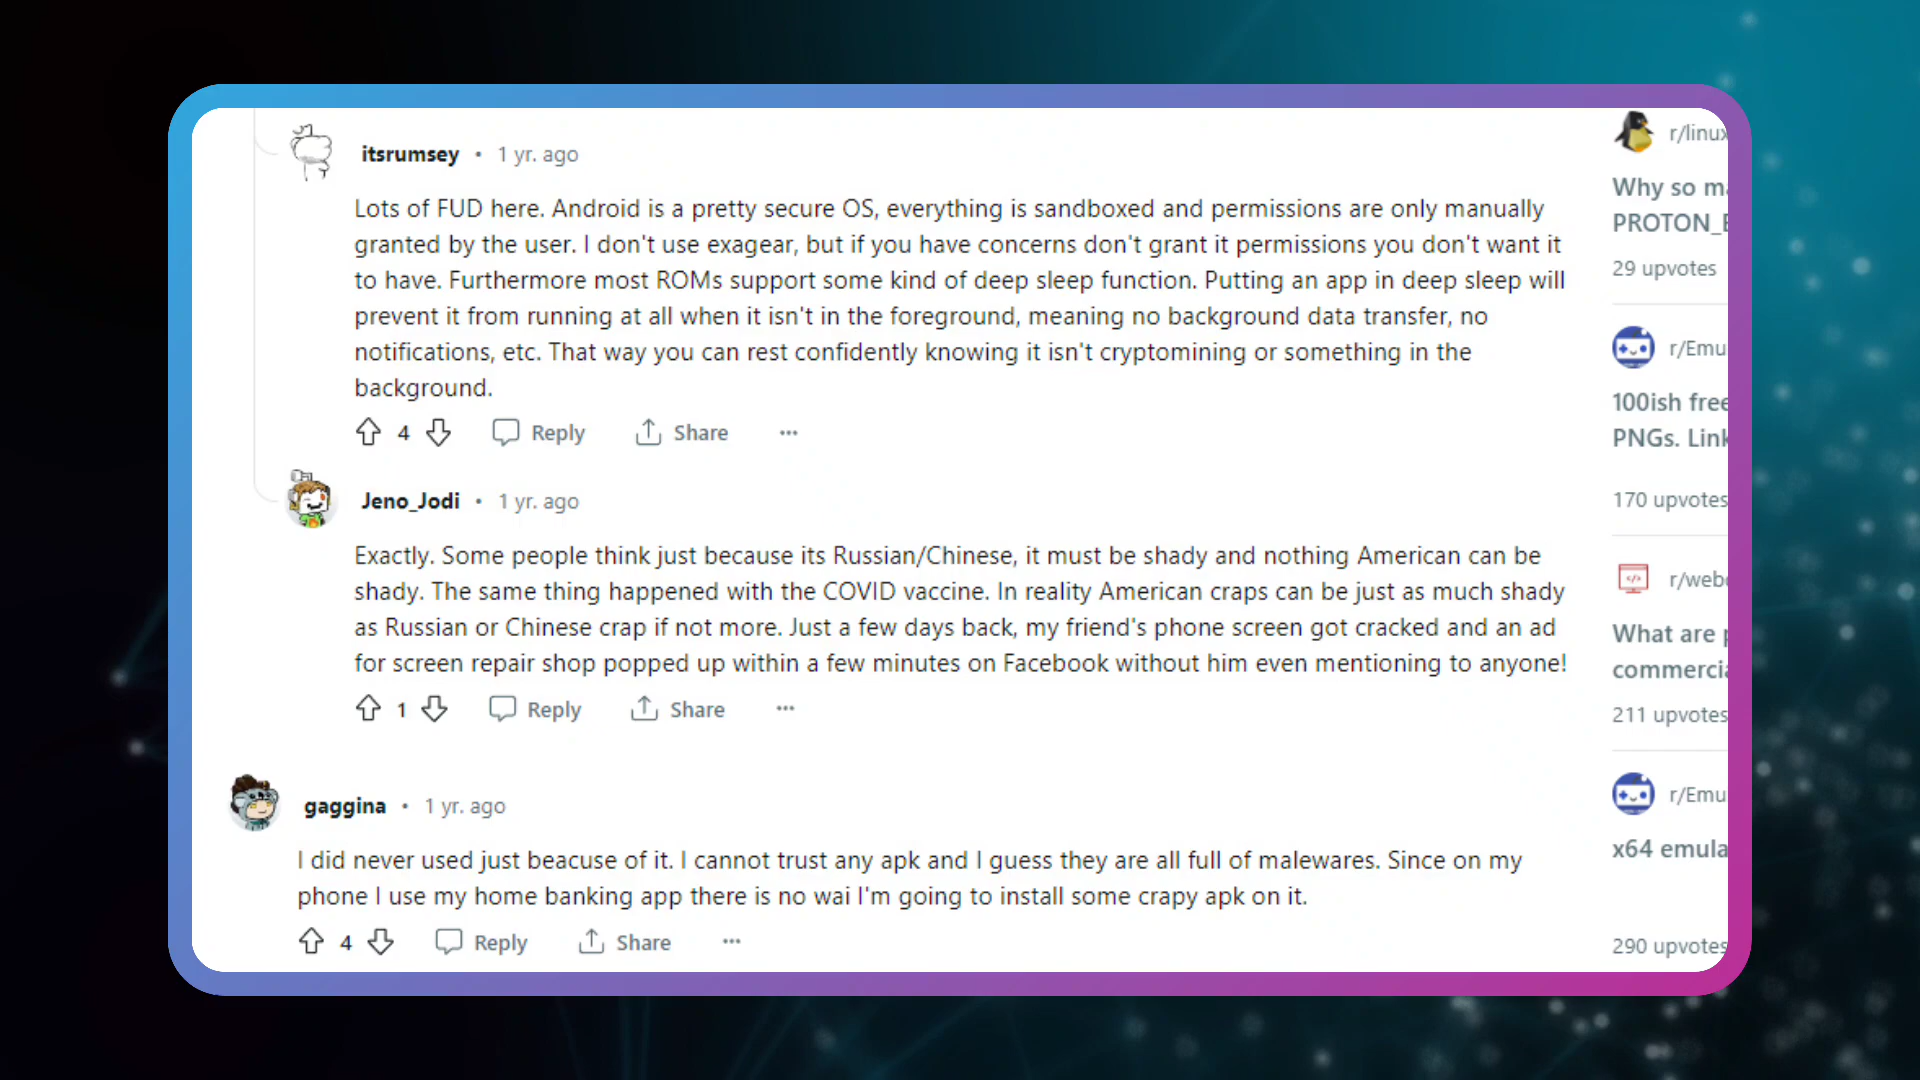 itsrumsey • 1 yr. ago
Lots of FUD here. Android is a pretty secure OS, everything is sandboxed and permissions are only manually
granted by the user. I don't use exagear, but if you have concerns don't grant it permissions you don't want it
to have. Furthermore most ROMs support some kind of deep sleep function. Putting an app in deep sleep will
prevent it from running at all when it isn't in the foreground, meaning no background data transfer, no
notifications, etc. That way you can rest confidently knowing it isn't cryptomining or something in the
background.
4 Reply Share ...
Jeno_Jodi • 1 yr. ago
Exactly. Some people think just because its Russian/Chinese, it must be shady and nothing American can be
shady. The same thing happened with the COVID vaccine. In reality American craps can be just as much shady
as Russian or Chinese crap if not more. Just a few days back, my friend's phone screen got cracked and an ad
for screen repair shop popped up within a few minutes on Facebook without him even mentioning to anyone!
1 Reply Share ...
gaggina • 1 yr. ago
I did never used just beacuse of it. I cannot trust any apk and I guess they are all full of malewares. Since on my
phone I use my home banking app there is no wai I'm going to install some crapy apk on it.
4 Reply Share ...
r/linux
Why so
PROTON_
29 upvotes
r/Emu
100ish free
PNGs. Link
170 upvotes
</>
r/web
What are
commercia
211 upvotes
r/Emu
x64 emula
290 upvotes